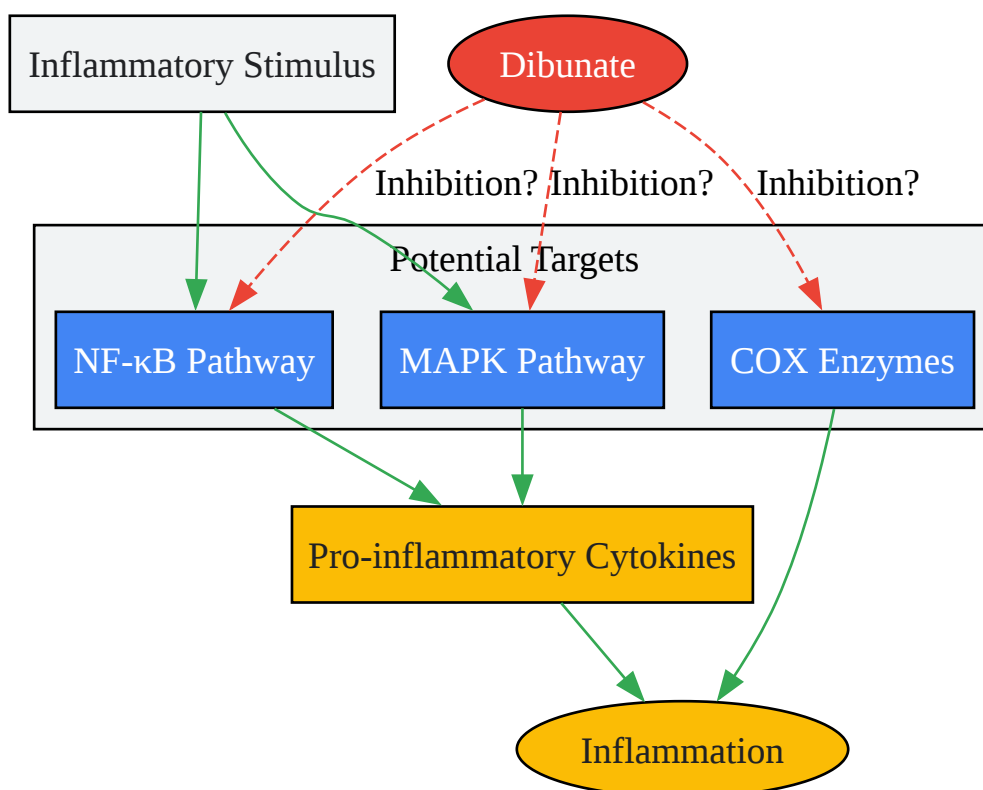 Inflammatory Stimulus
Dibunate
Inhibition?
Inhibition?
Inhibition?
Potential Targets
NF-κB Pathway
MAPK Pathway
COX Enzymes
Pro-inflammatory Cytokines
Inflammation